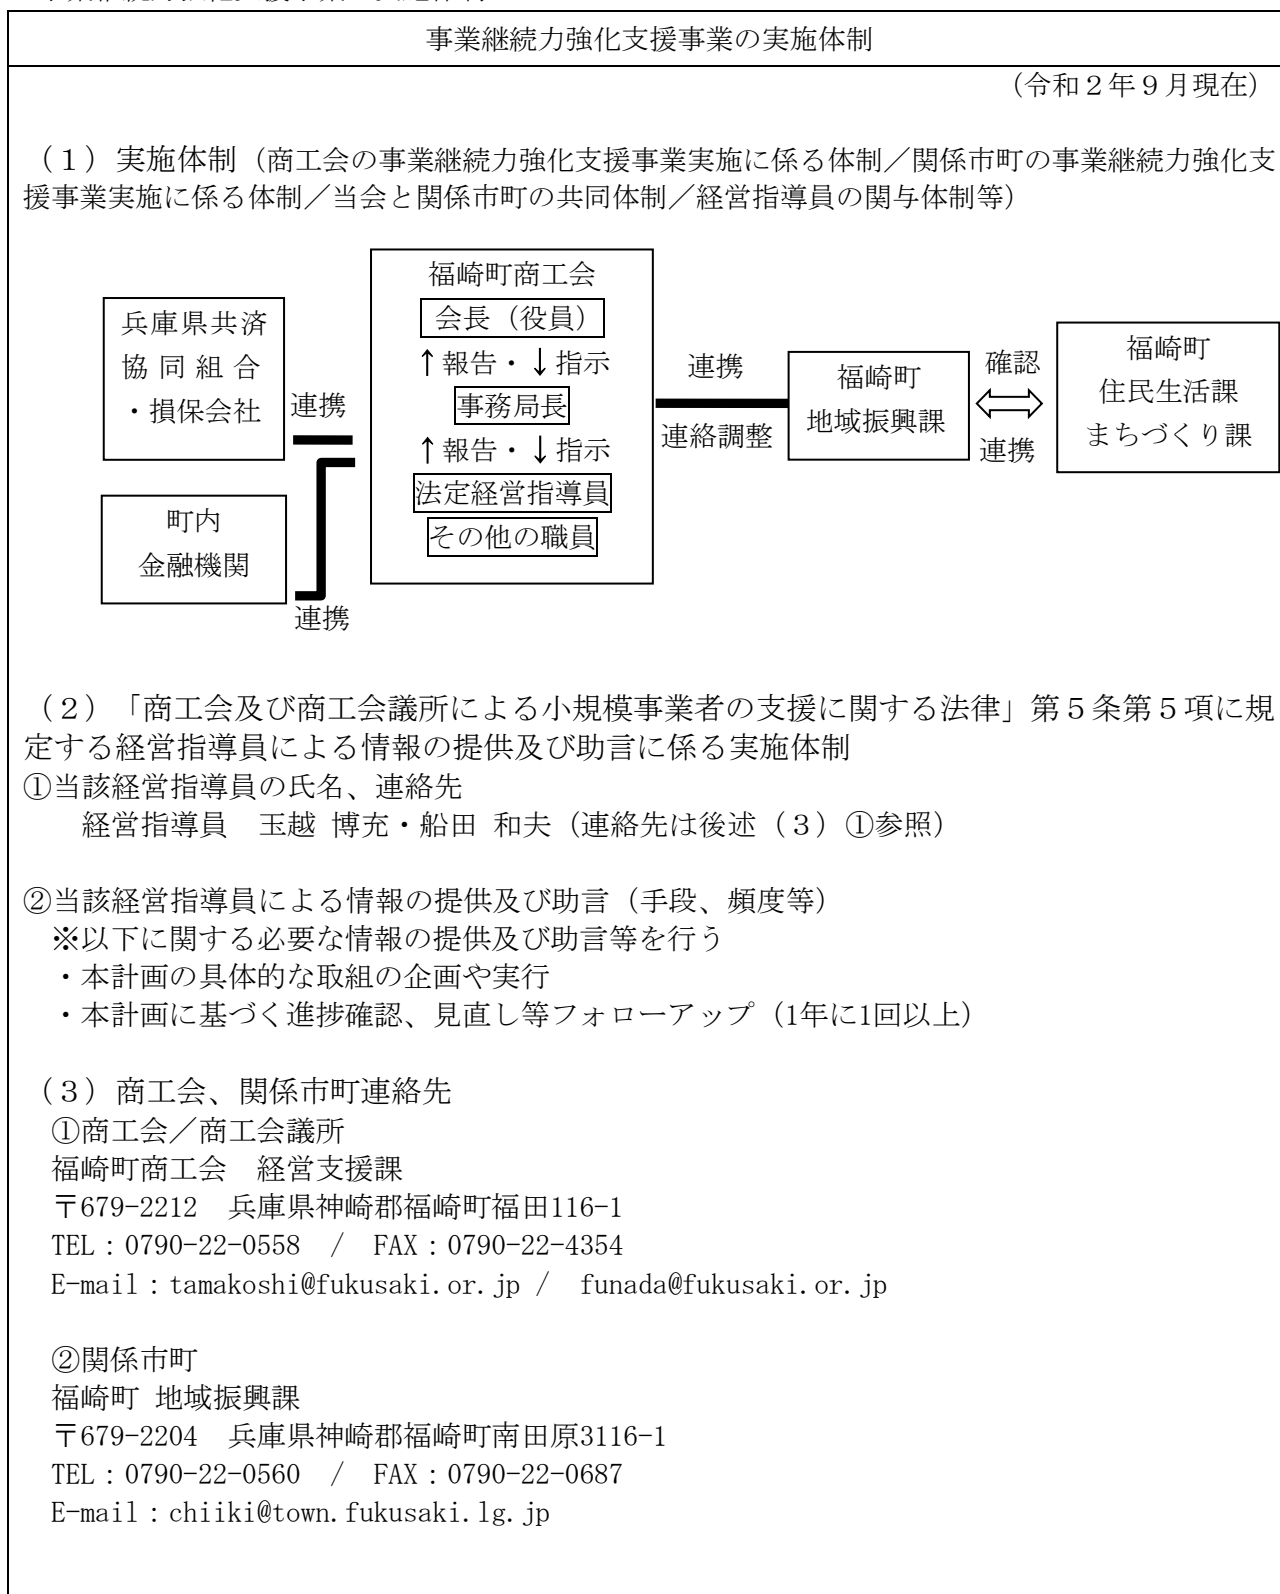 事業継続力強化支援事業の実施体制
（令和２年９月現在）
（１）実施体制（商工会の事業継続力強化支援事業実施に係る体制／関係市町の事業継続力強化支
援事業実施に係る体制／当会と関係市町の共同体制／経営指導員の関与体制等）
兵庫県共済
協同組合
・損保会社
連携
町内
金融機関
連携
福崎町商工会
会長（役員）
↑報告・↓指示
事務局長
↑報告・↓指示
法定経営指導員
その他の職員
連携
連絡調整
福崎町
地域振興課
確認
連携
福崎町
住民生活課
まちづくり課
（２）「商工会及び商工会議所による小規模事業者の支援に関する法律」第５条第５項に規
定する経営指導員による情報の提供及び助言に係る実施体制
①当該経営指導員の氏名、連絡先
経営指導員　玉越 博充・船田 和夫（連絡先は後述（３）①参照）
②当該経営指導員による情報の提供及び助言（手段、頻度等）
※以下に関する必要な情報の提供及び助言等を行う
・本計画の具体的な取組の企画や実行
・本計画に基づく進捗確認、見直し等フォローアップ（1年に1回以上）
（３）商工会、関係市町連絡先
①商工会／商工会議所
福崎町商工会　経営支援課
〒679-2212　兵庫県神崎郡福崎町福田116-1
TEL：0790-22-0558　/　FAX：0790-22-4354
E-mail：tamakoshi@fukusaki.or.jp /　funada@fukusaki.or.jp
②関係市町
福崎町 地域振興課
〒679-2204　兵庫県神崎郡福崎町南田原3116-1
TEL：0790-22-0560　/　FAX：0790-22-0687
E-mail：chiiki@town.fukusaki.lg.jp